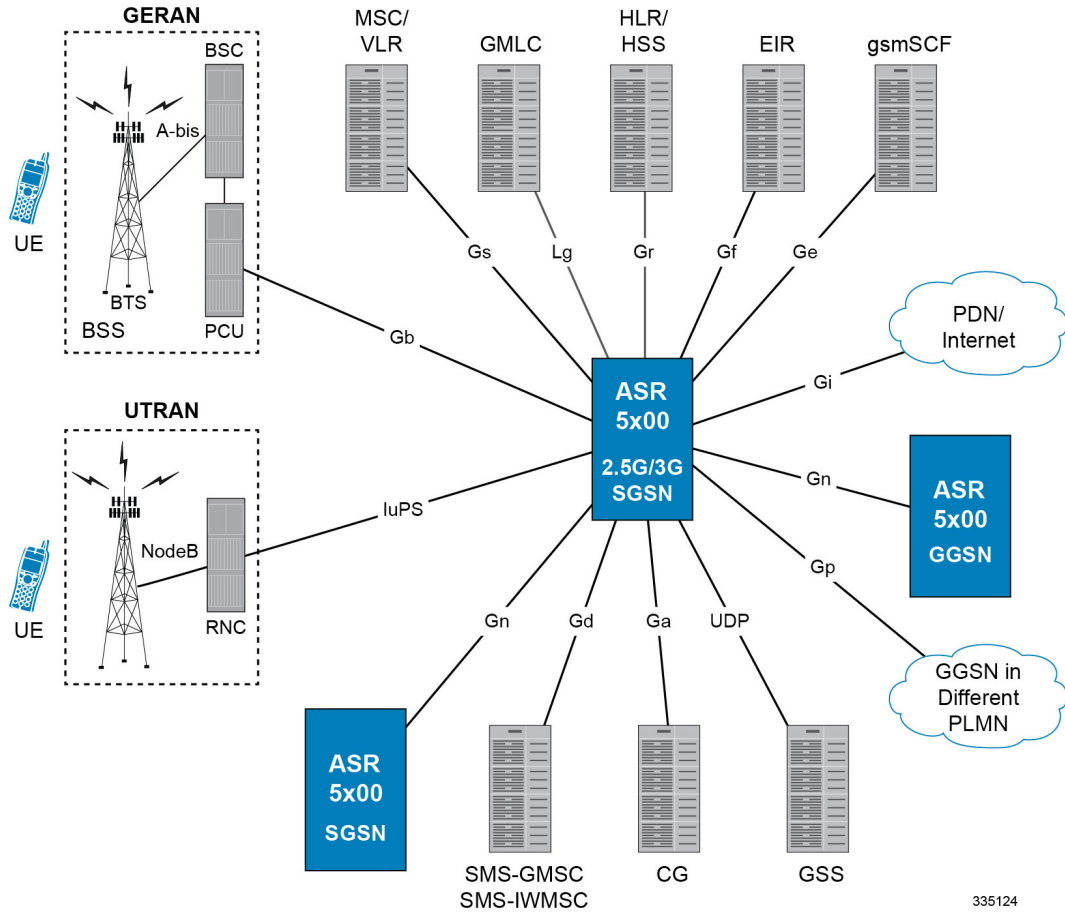 GERAN
BSC
A-bis
UE
BTS
BSS
PCU
MSC/
VLR
GMLC
HLR/
HSS
EIR
gsmSCF
Gs
Lg
Gr
Gf
Ge
Gb
PDN/
Internet
Gi
ASR
5x00
2.5G/3G
SGSN
UTRAN
NodeB
UE
RNC
IuPS
Gn
ASR
5x00
GGSN
Gp
GGSN in
Different
PLMN
Gn
Gd
Ga
UDP
ASR
5x00
SGSN
SMS-GMSC
SMS-IWMSC
CG
GSS
335124